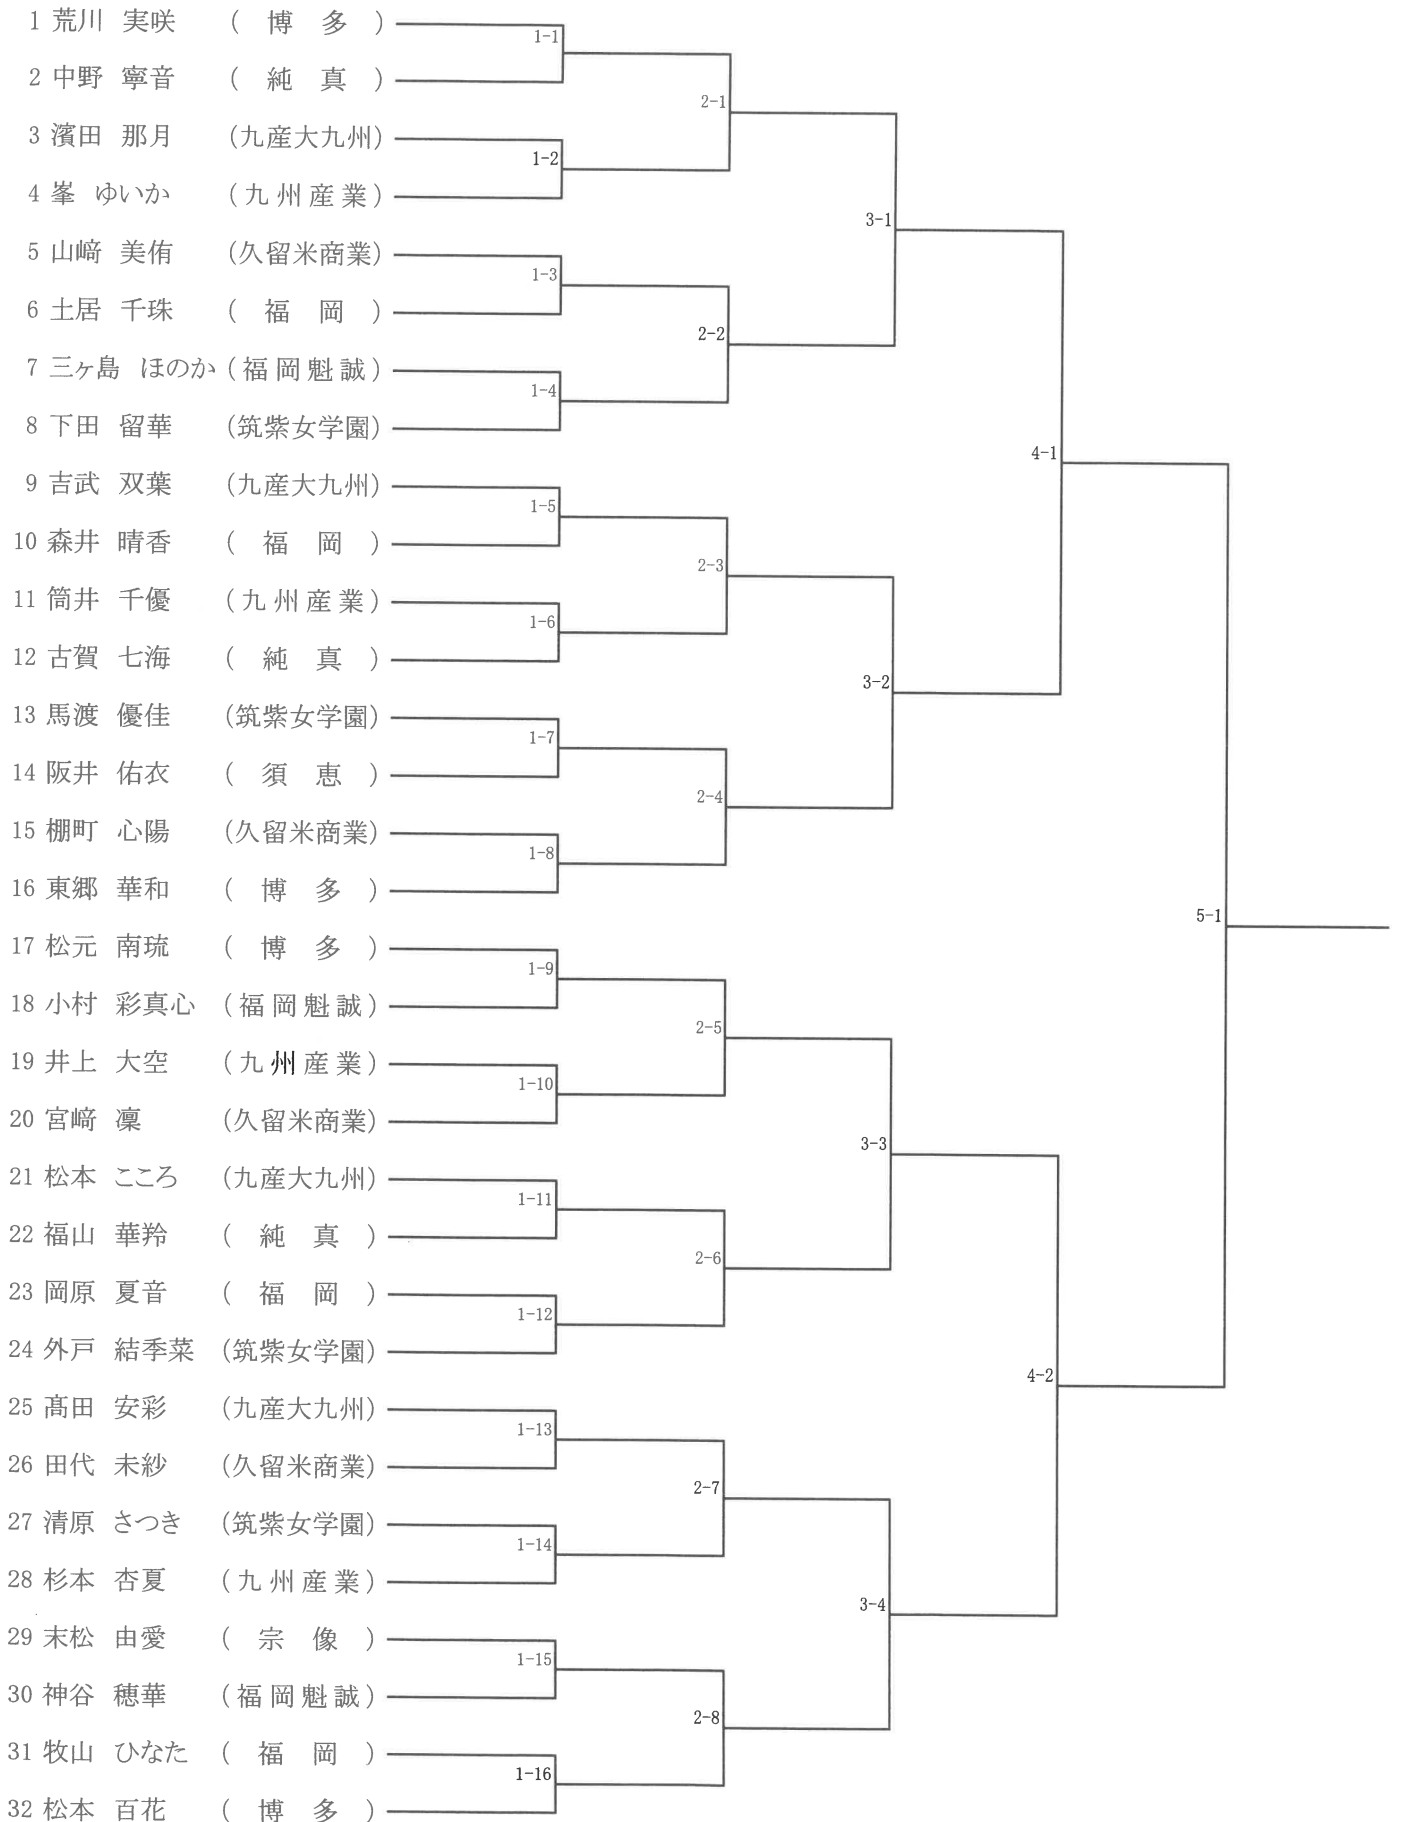 1 荒川 実咲 ( 博 多 )
1-1
2 中野 寧音 ( 純 真 )
2-1
3 濱田 那月 (九産大九州)
1-2
4 峯 ゆいか (九州産業)
3-1
5 山﨑 美侑 (久留米商業)
1-3
6 土居 千珠 ( 福 岡 )
2-2
7 三ヶ島 ほのか (福岡魁誠)
1-4
8 下田 留華 (筑紫女学園)
4-1
9 吉武 双葉 (九産大九州)
1-5
10 森井 晴香 ( 福 岡 )
2-3
11 筒井 千優 (九州産業)
1-6
12 古賀 七海 ( 純 真 )
3-2
13 馬渡 優佳 (筑紫女学園)
1-7
14 阪井 佑衣 ( 須 恵 )
2-4
15 棚町 心陽 (久留米商業)
1-8
16 東郷 華和 ( 博 多 )
5-1
17 松元 南琉 ( 博 多 )
1-9
18 小村 彩真心 (福岡魁誠)
2-5
19 井上 大空 (九州産業)
1-10
20 宮﨑 凜 (久留米商業)
3-3
21 松本 こころ (九産大九州)
1-11
22 福山 華羚 ( 純 真 )
2-6
23 岡原 夏音 ( 福 岡 )
1-12
24 外戸 結季菜 (筑紫女学園)
4-2
25 髙田 安彩 (九産大九州)
1-13
26 田代 未紗 (久留米商業)
2-7
27 清原 さつき (筑紫女学園)
1-14
28 杉本 杏夏 (九州産業)
3-4
29 末松 由愛 ( 宗 像 )
1-15
30 神谷 穂華 (福岡魁誠)
2-8
31 牧山 ひなた ( 福 岡 )
1-16
32 松本 百花 ( 博 多 )